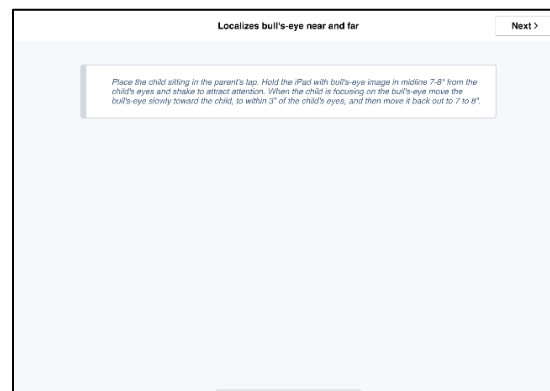 Localizes bull's-eye near and far
Next >
Place the child sitting in the parent's lap. Hold the iPad with bull's-eye image in midline 7-8" from the
child's eyes and shake to attract attention. When the child is focusing on the bull's-eye move the
bull's-eye slowly toward the child, to within 3" of the child's eyes, and then move it back out to 7 to 8".